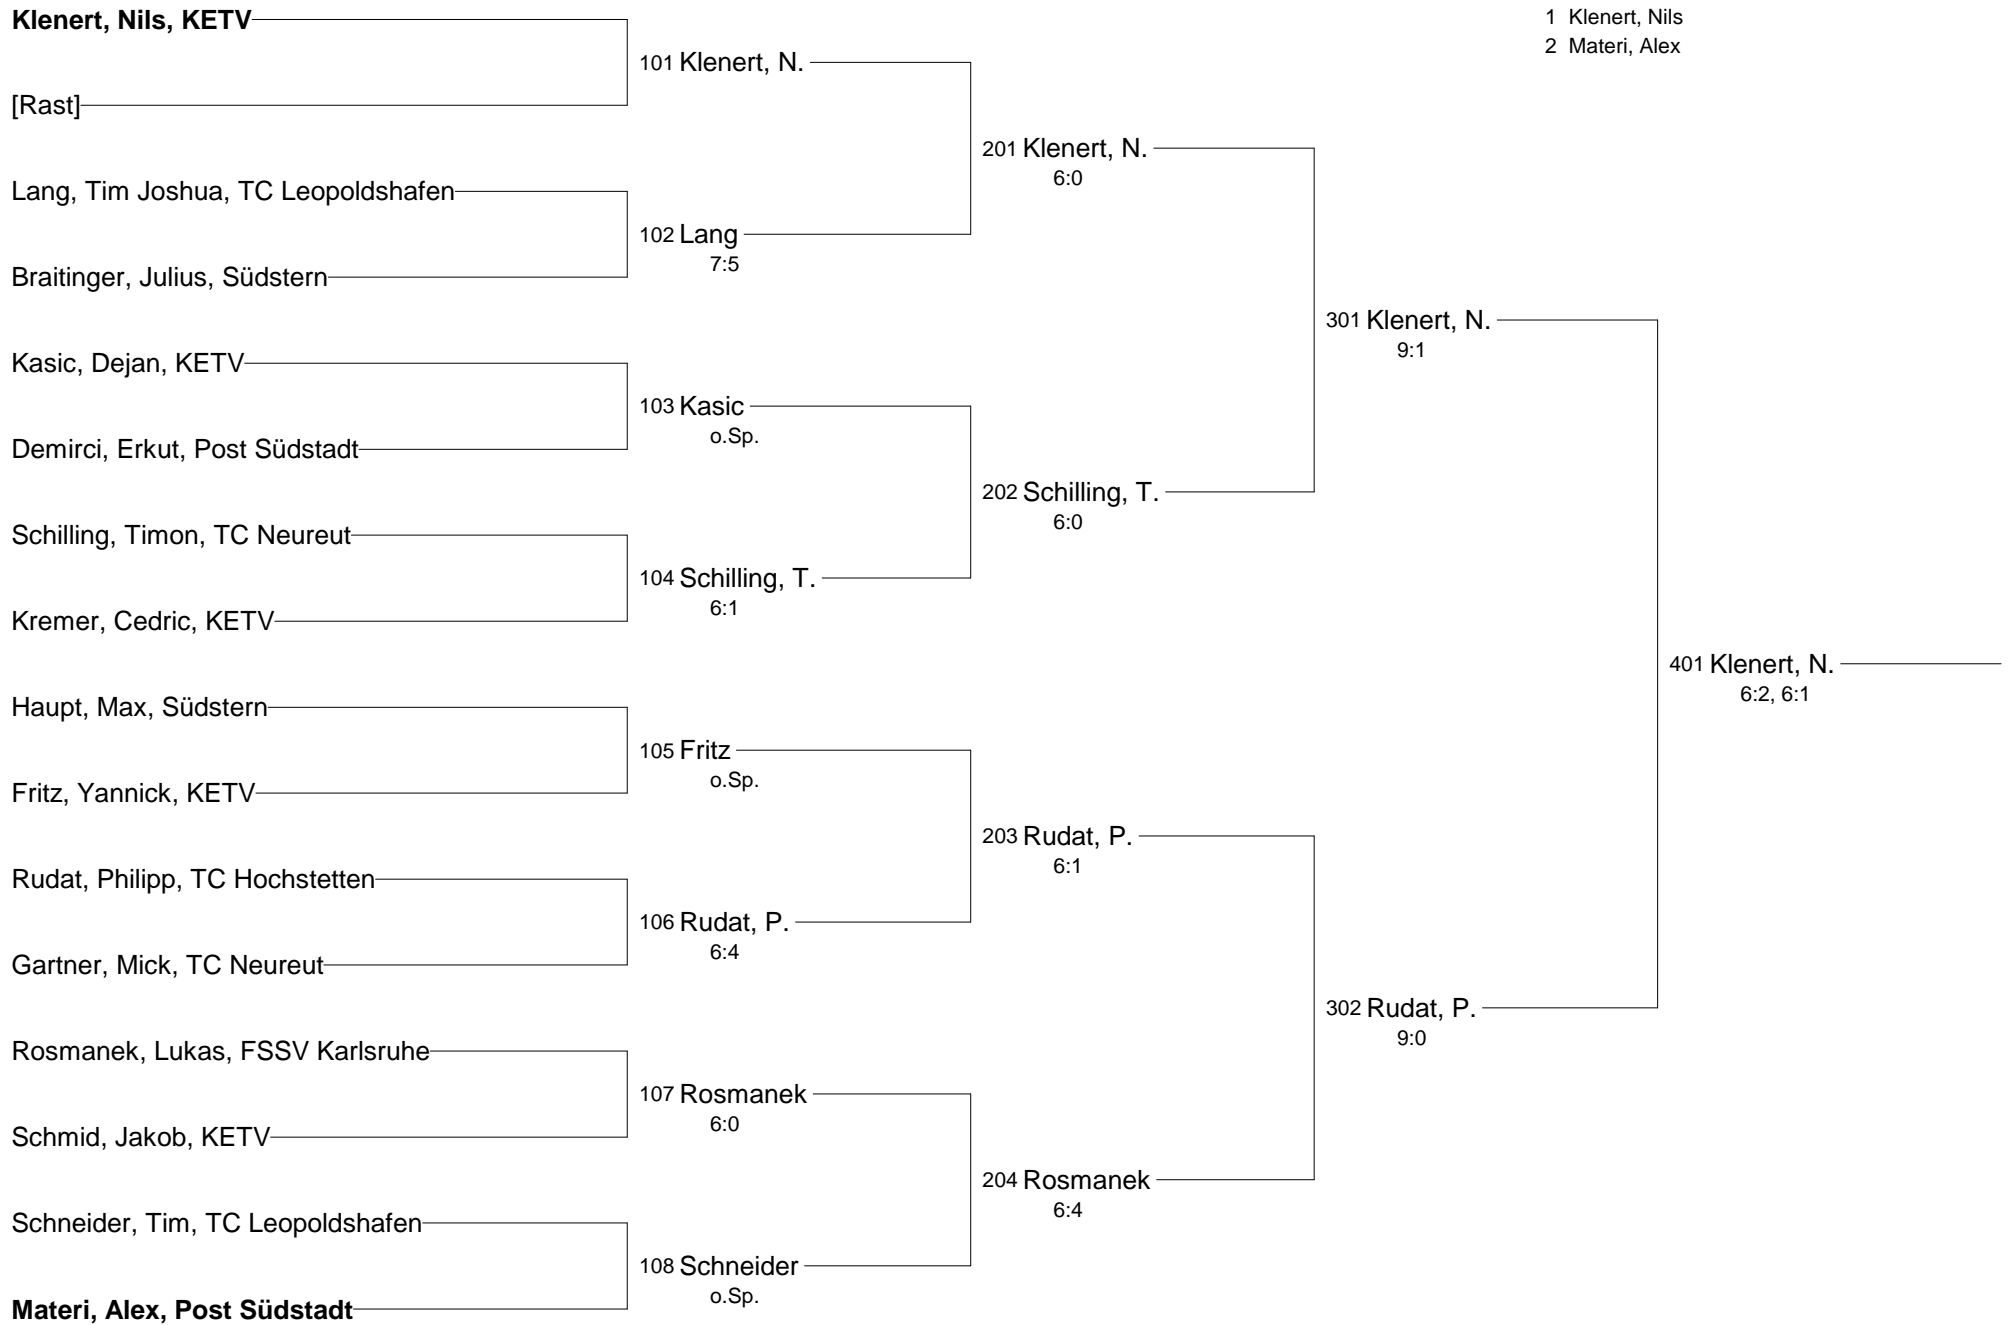 Klenert, Nils, KETV
[Rast]
Lang, Tim Joshua, TC Leopoldshafen
Braitinger, Julius, Südstern
Kasic, Dejan, KETV
Demirci, Erkut, Post Südstadt
Schilling, Timon, TC Neureut
Kremer, Cedric, KETV
Haupt, Max, Südstern
Fritz, Yannick, KETV
Rudat, Philipp, TC Hochstetten
Gartner, Mick, TC Neureut
Rosmanek, Lukas, FSSV Karlsruhe
Schmid, Jakob, KETV
Schneider, Tim, TC Leopoldshafen
Materi, Alex, Post Südstadt
101 Klenert, N.
102 Lang
7:5
103 Kasic
o.Sp.
104 Schilling, T.
6:1
105 Fritz
o.Sp.
106 Rudat, P.
6:4
107 Rosmanek
6:0
108 Schneider
o.Sp.
201 Klenert, N.
6:0
202 Schilling, T.
6:0
203 Rudat, P.
6:1
204 Rosmanek
6:4
301 Klenert, N.
9:1
302 Rudat, P.
9:0
401 Klenert, N.
6:2, 6:1
1 Klenert, Nils
2 Materi, Alex